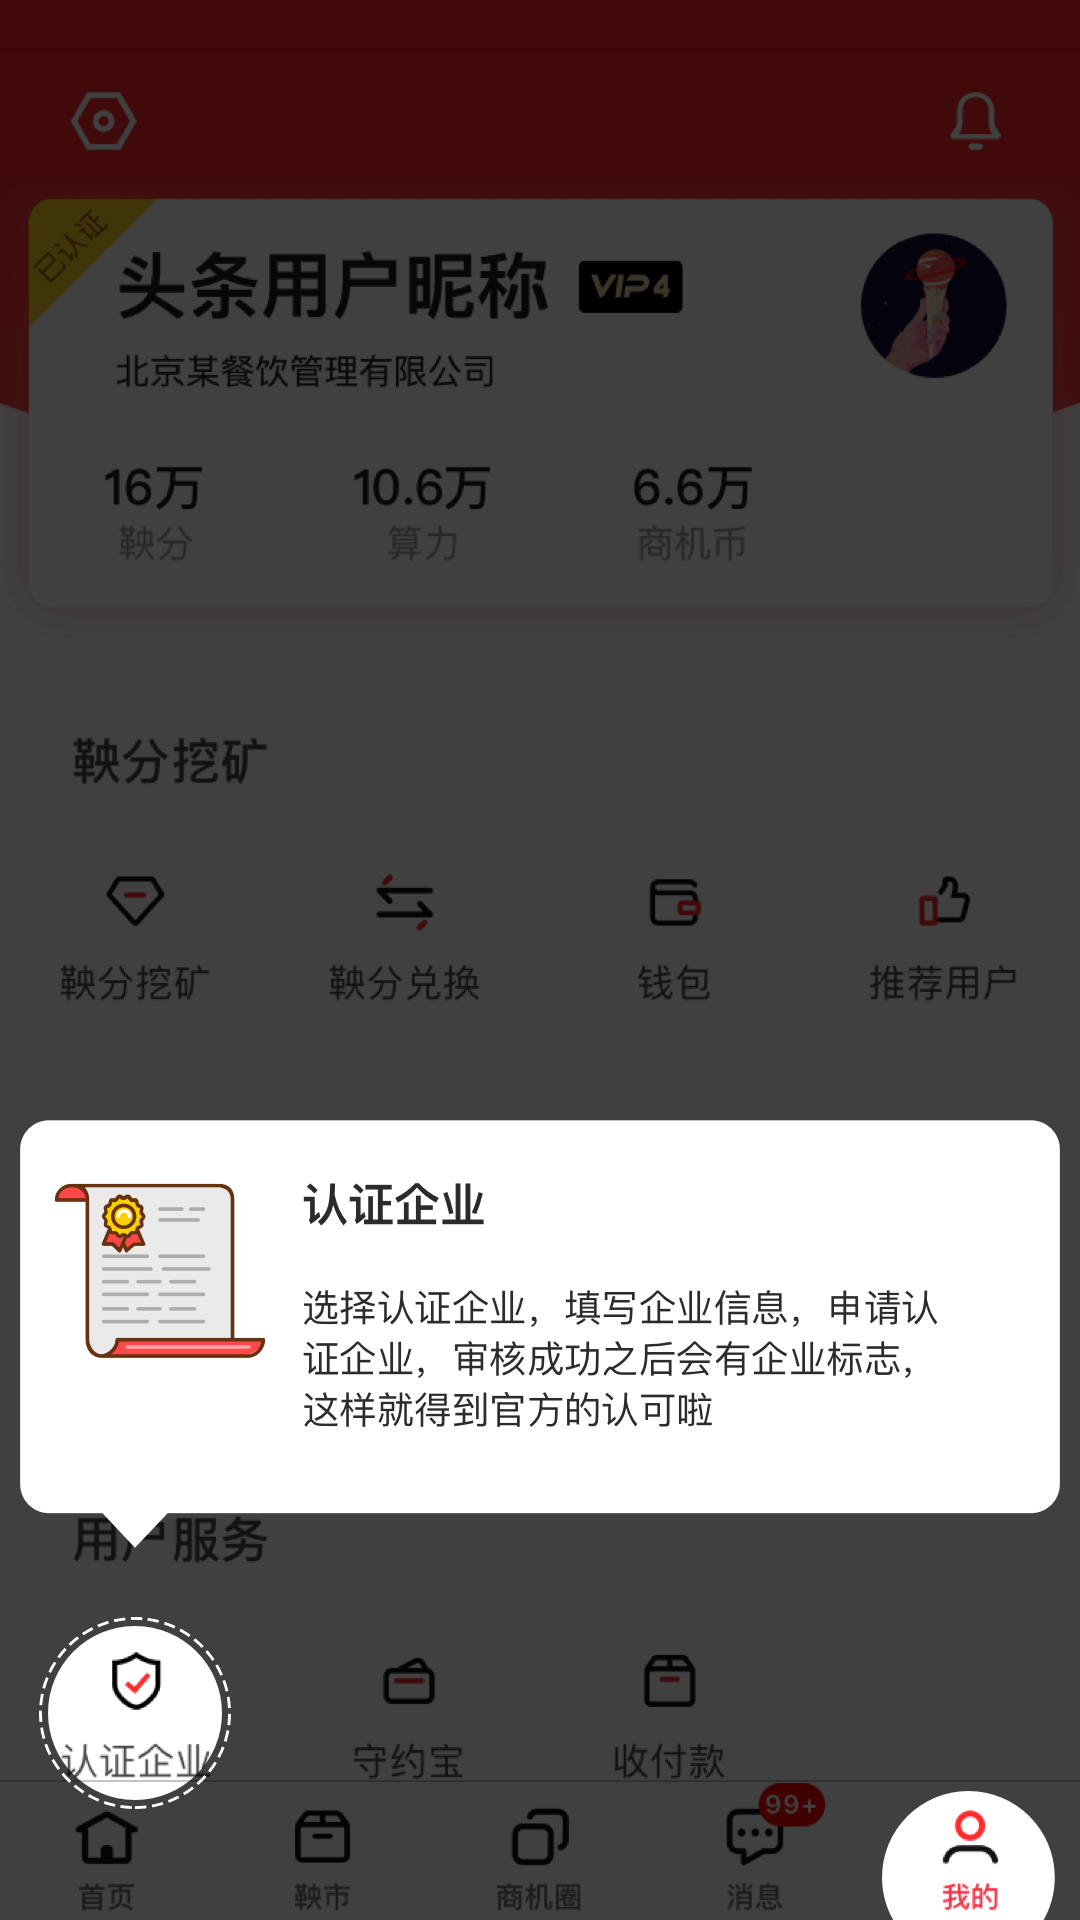 已认证
头条用户昵称
VIP4
北京某餐饮管理有限公司
16万 10.6万 6.6万
鞅分 算力 商机币
鞅分挖矿
鞅分挖矿 鞅分兑换 钱包 推荐用户
认证企业
选择认证企业，填写企业信息，申请认
证企业，审核成功之后会有企业标志，
这样就得到官方的认可啦
用户服务
认证企业 守约宝 收付款
99+
首页 鞅市 商机圈 消息 我的